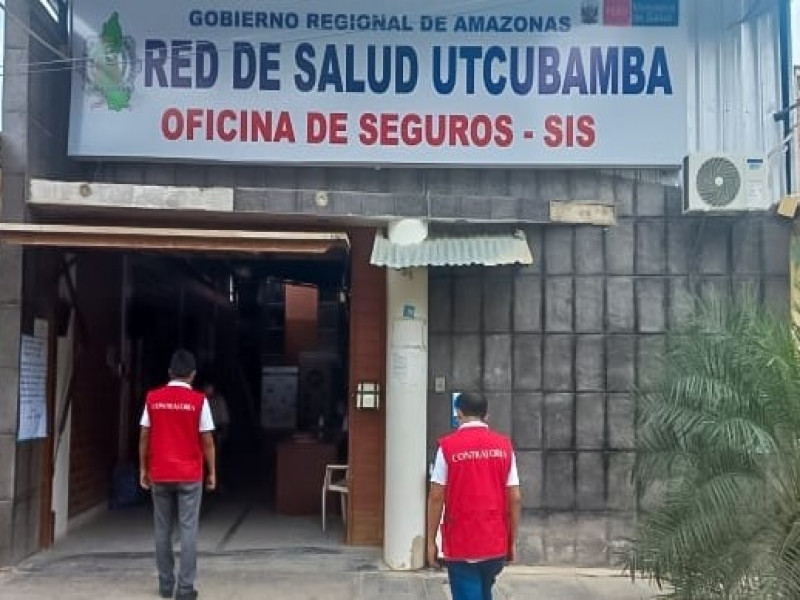 GOBIERNO REGIONAL DE AMAZONAS
RED DE SALUD UTCUBAMBA
OFICINA DE SEGUROS - SIS
CONTRALORIA
CONTRALORIA